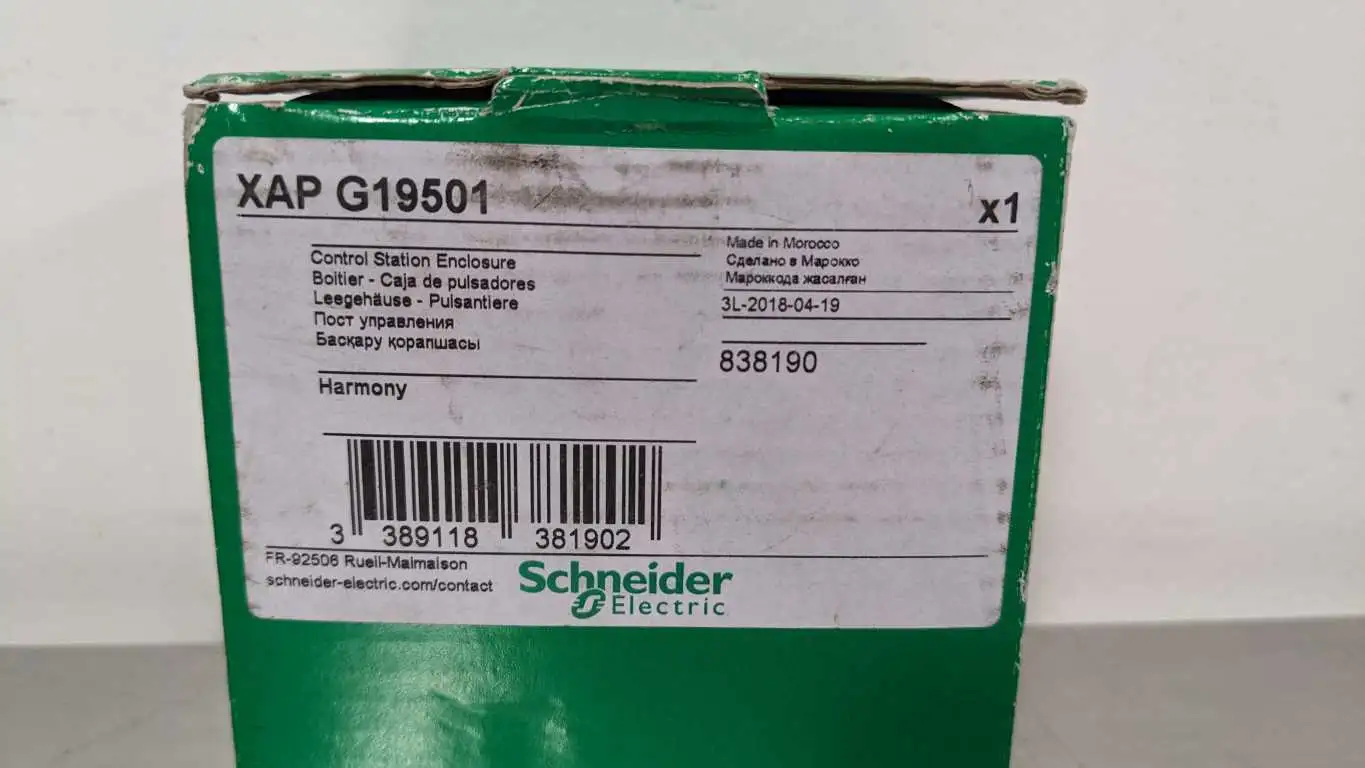 XAP G19501
x1
Control Station Enclosure
Boîtier - Caja de pulsadores
Leegehäuse - Pulsantiere
Пост управления
Басқару қорапшасы
Made in Morocco
Сделано в Марокко
Мароккода жасалған
3L-2018-04-19
838190
Harmony
3 389118 381902
FR-92506 Rueil-Malmaison
schneider-electric.com/contact
Schneider
Electric